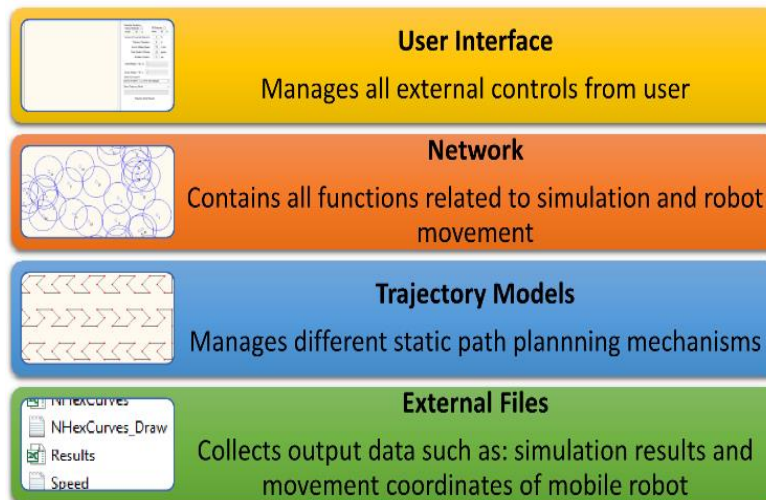 User Interface
Manages all external controls from user
Network
Contains all functions related to simulation and robot
movement
Trajectory Models
Manages different static path plannning mechanisms
NHexCurves
NHexCurves_Draw
Results
Speed
External Files
Collects output data such as: simulation results and
movement coordinates of mobile robot